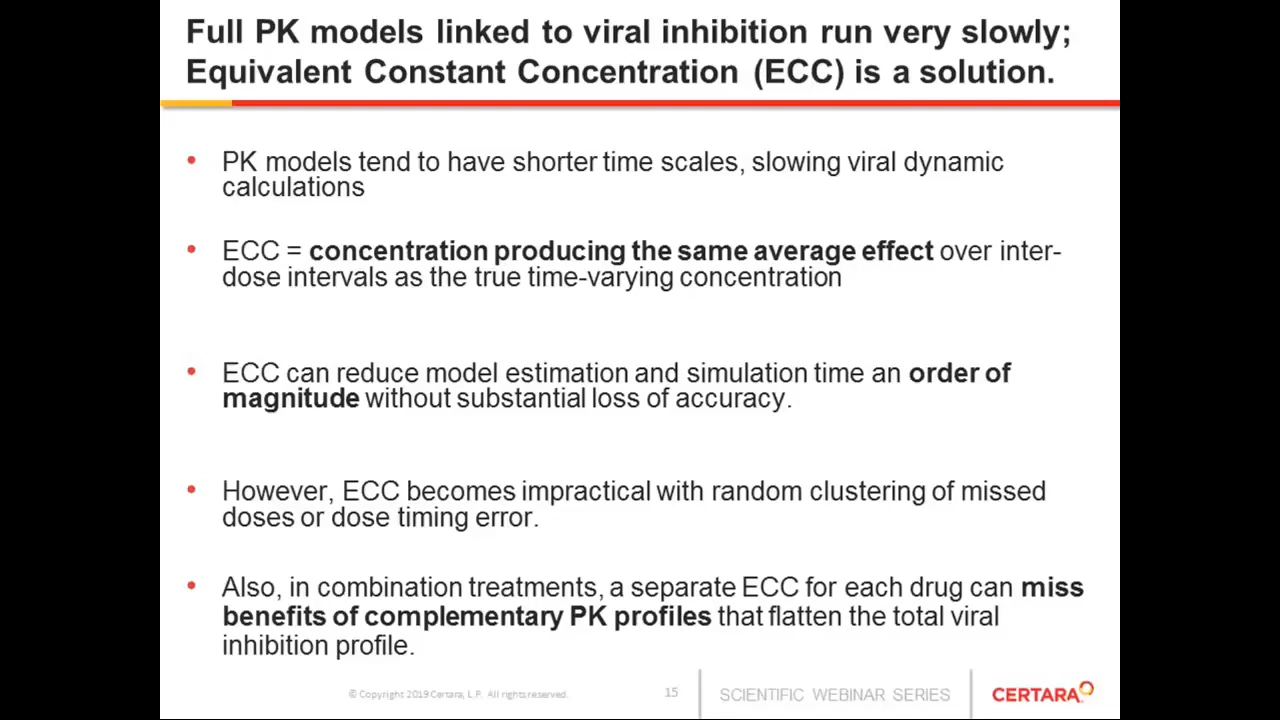 Full PK models linked to viral inhibition run very slowly;
Equivalent Constant Concentration (ECC) is a solution.
• PK models tend to have shorter time scales, slowing viral dynamic
calculations
• ECC = concentration producing the same average effect over inter-
dose intervals as the true time-varying concentration
• ECC can reduce model estimation and simulation time an order of
magnitude without substantial loss of accuracy.
• However, ECC becomes impractical with random clustering of missed
doses or dose timing error.
• Also, in combination treatments, a separate ECC for each drug can miss
benefits of complementary PK profiles that flatten the total viral
inhibition profile.
© Copyright 2019 Certara, L.P. All rights reserved.
15
SCIENTIFIC WEBINAR SERIES
CERTARA